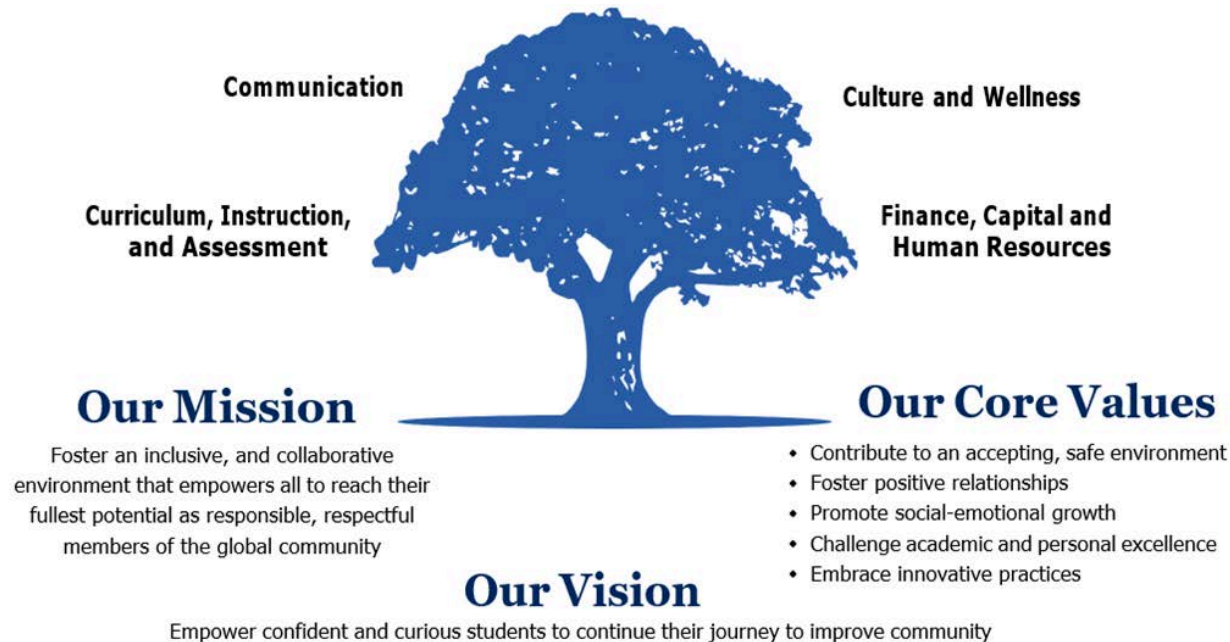 Communication
Culture and Wellness
Curriculum, Instruction,
and Assessment
Finance, Capital and
Human Resources
Our Mission
Foster an inclusive, and collaborative
environment that empowers all to reach their
fullest potential as responsible, respectful
members of the global community
Our Core Values
• Contribute to an accepting, safe environment
• Foster positive relationships
• Promote social-emotional growth
• Challenge academic and personal excellence
• Embrace innovative practices
Our Vision
Empower confident and curious students to continue their journey to improve community